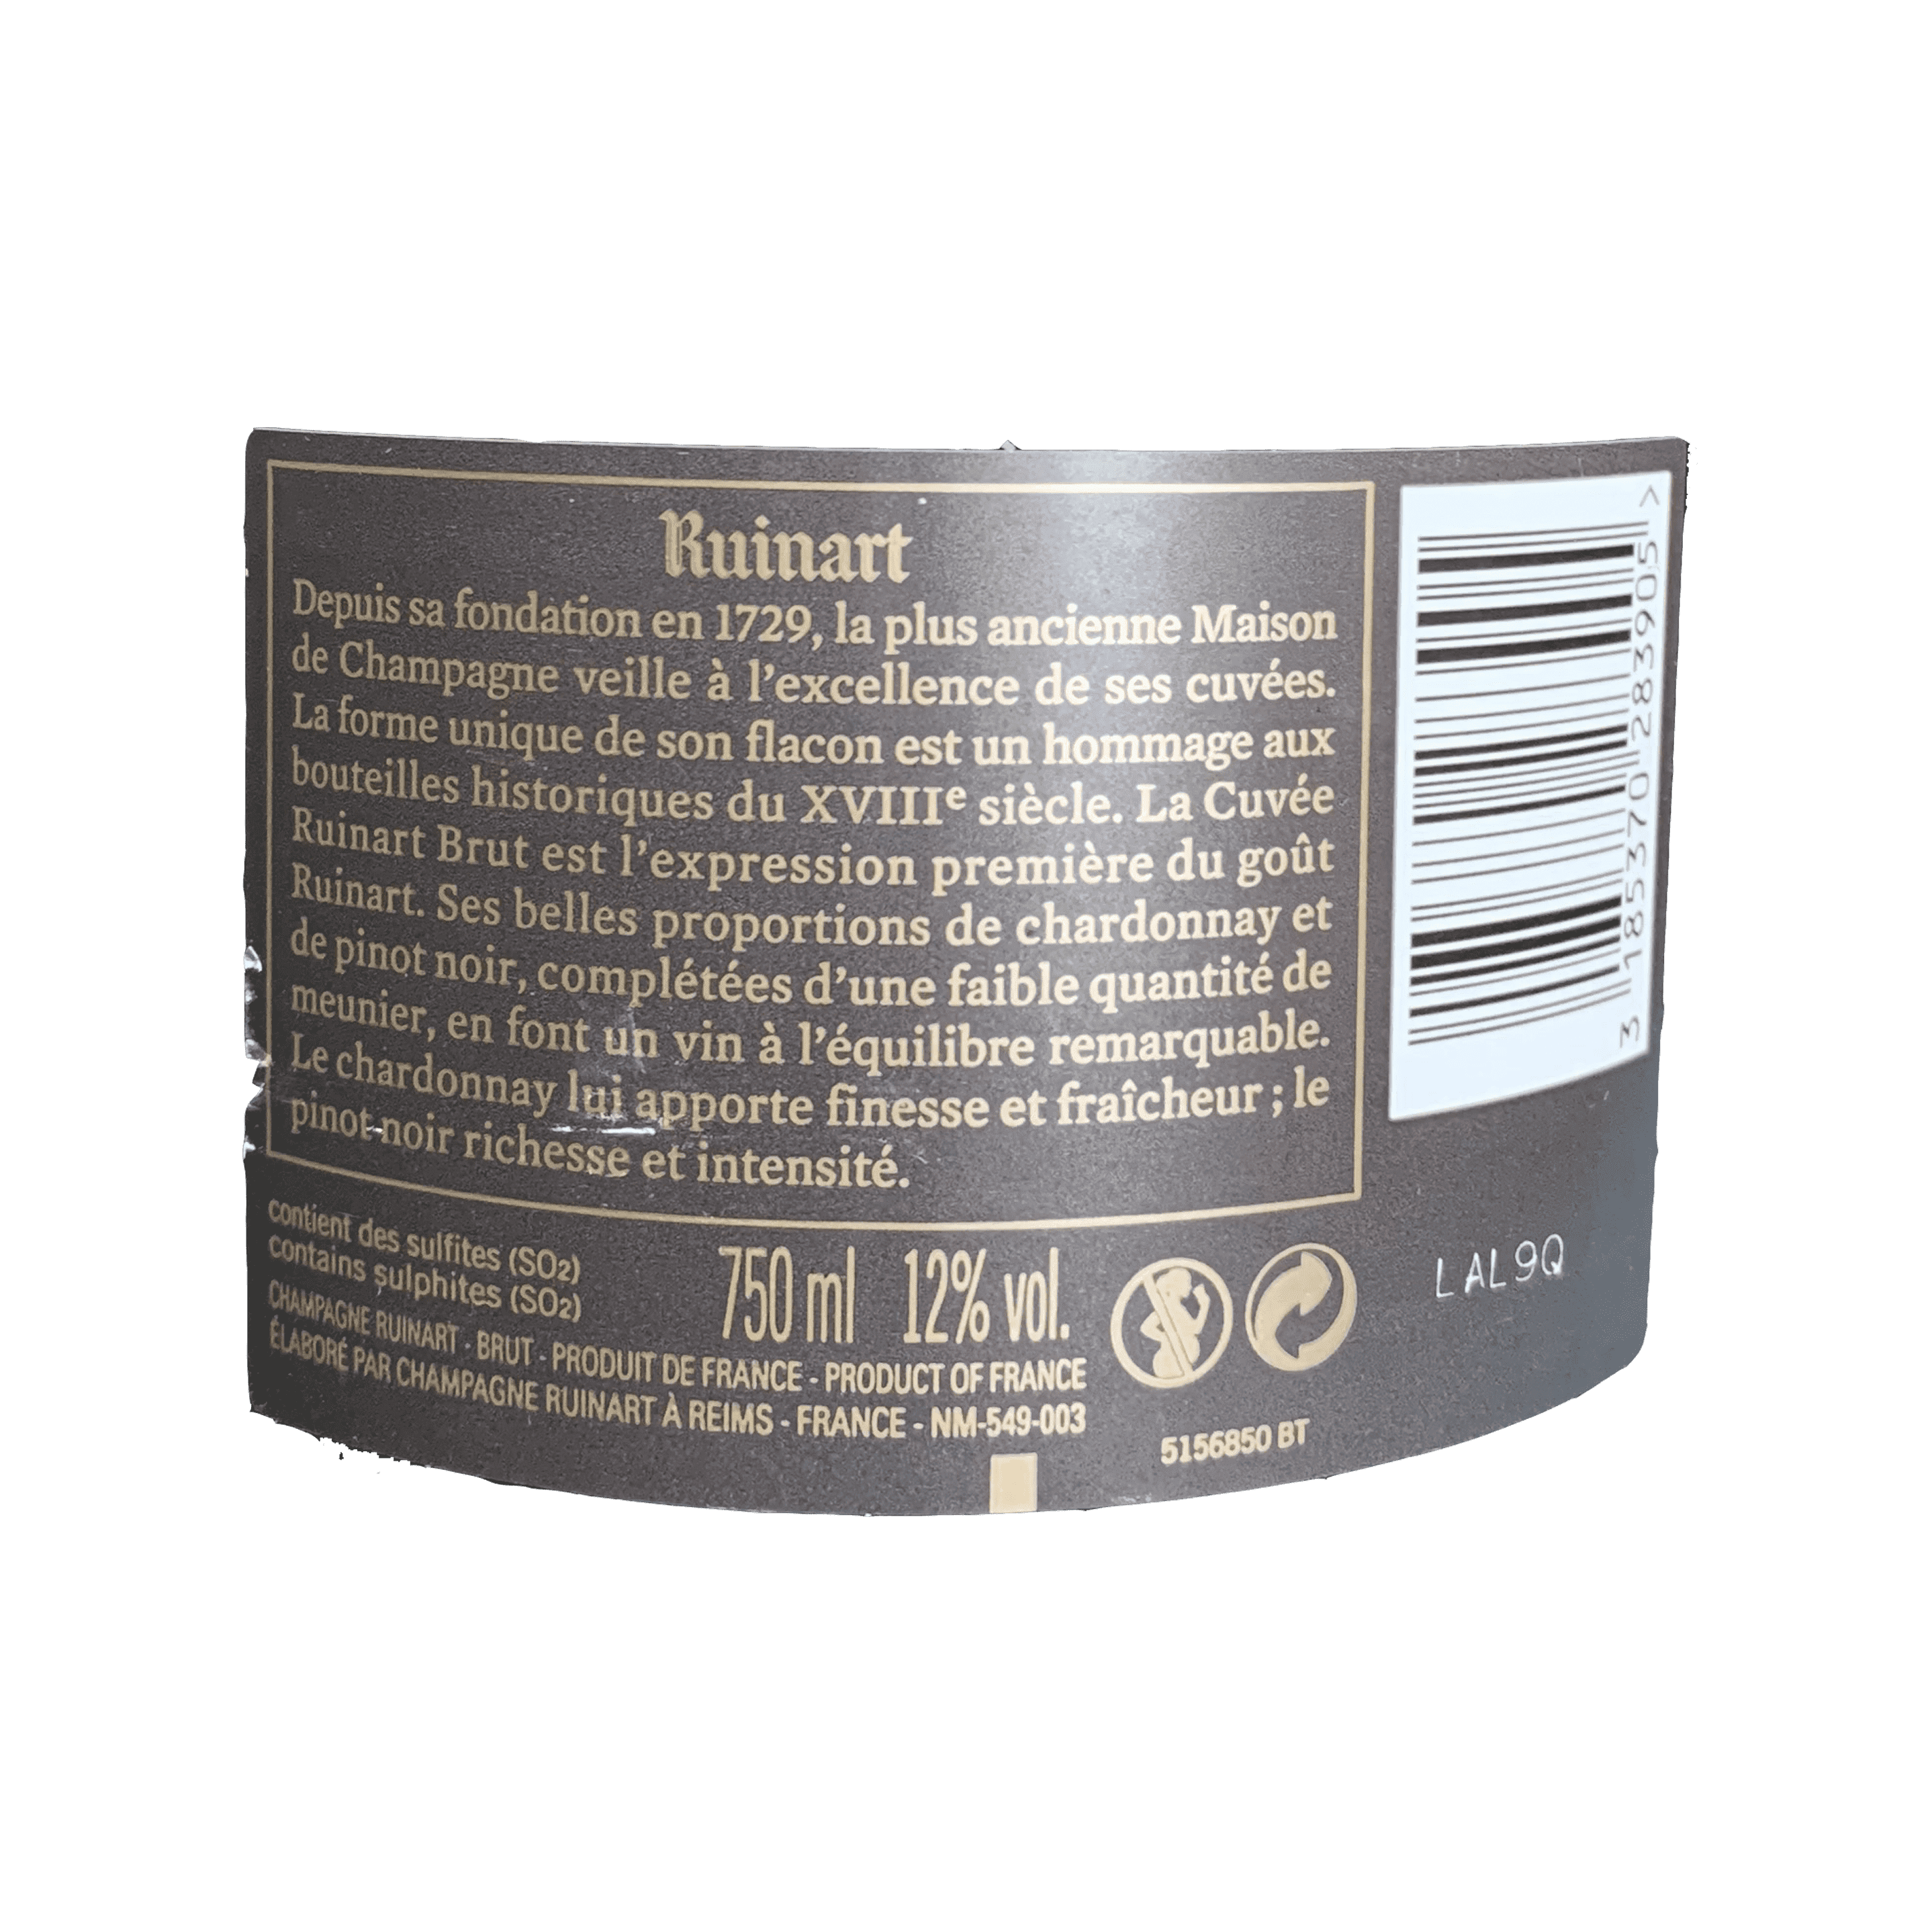 Ruinart
Depuis sa fondation en 1729, la plus ancienne Maison
de Champagne veille à l'excellence de ses cuvées.
La forme unique de son flacon est un hommage aux
bouteilles historiques du XVIIIe siècle. La Cuvée
Ruinart Brut est l'expression première du goût
Ruinart. Ses belles proportions de chardonnay et
de pinot noir, complétées d'une faible quantité de
meunier, en font un vin à l'équilibre remarquable.
Le chardonnay lui apporte finesse et fraîcheur ; le
pinot noir richesse et intensité.
contient des sulfites (SO2)
contains sulphites (SO2)
750 ml 12% vol.
CHAMPAGNE RUINART - BRUT - PRODUIT DE FRANCE - PRODUCT OF FRANCE
ÉLABORÉ PAR CHAMPAGNE RUINART À REIMS - FRANCE - NM-549-003
5156850 BT
3 185370 283905 >
LAL9Q